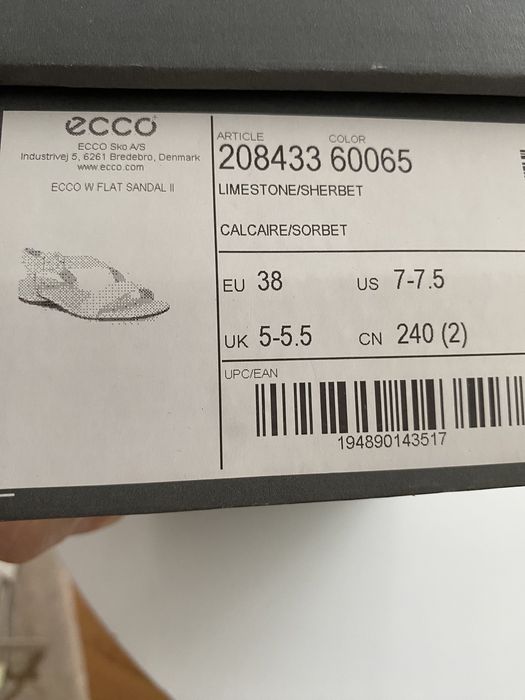 ecco
ECCO Sko A/S
Industrivej 5, 6261 Bredebro, Denmark
www.ecco.com
ECCO W FLAT SANDAL II
ARTICLE COLOR
208433 60065
LIMESTONE/SHERBET
CALCAIRE/SORBET
EU 38 US 7-7.5
UK 5-5.5 CN 240 (2)
UPC/EAN
194890143517